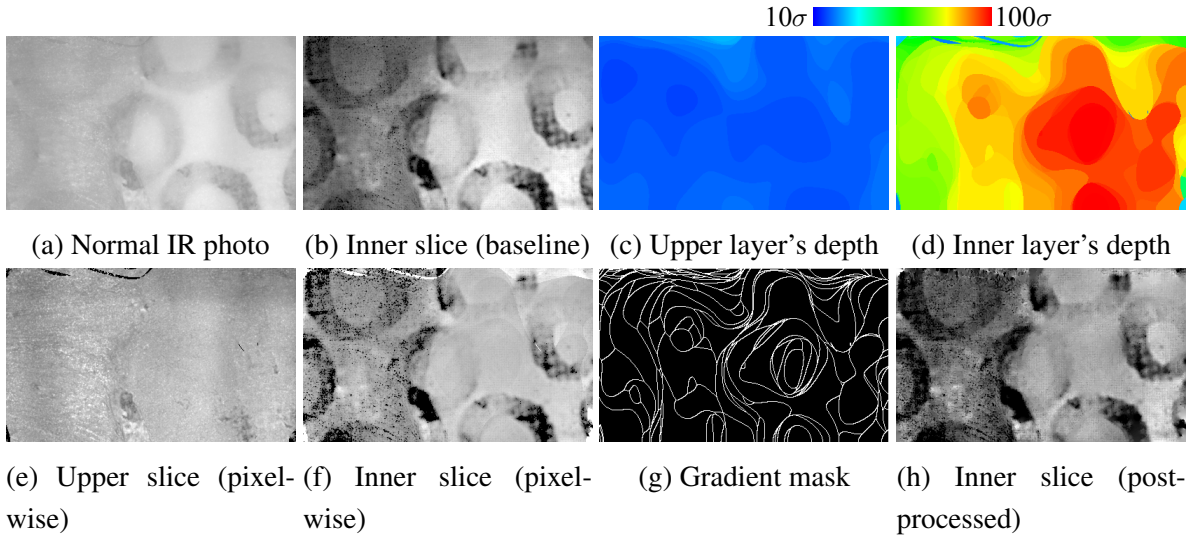 10σ 100σ
(a) Normal IR photo (b) Inner slice (baseline) (c) Upper layer's depth (d) Inner layer's depth
(e) Upper slice (pixel- (f) Inner slice (pixel- (g) Gradient mask (h) Inner slice (post-
wise) wise) processed)